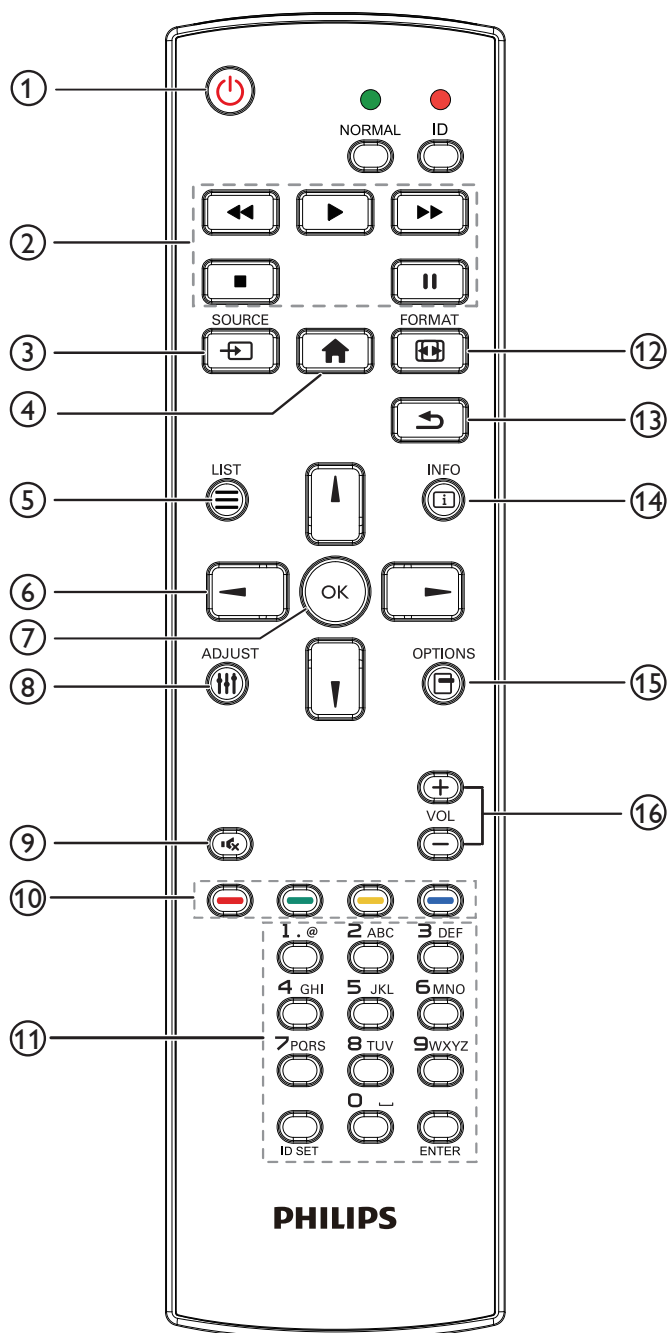 1
NORMAL ID
2
SOURCE FORMAT
3
12
4
13
LIST INFO
5
14
6
OK
7
ADJUST OPTIONS
8
15
VOL
16
9
10
1 . @ 2 ABC 3 DEF
4 GHI 5 JKL 6 MNO
11
7 PQRS 8 TUV 9 WXYZ
0
ID SET ENTER
PHILIPS